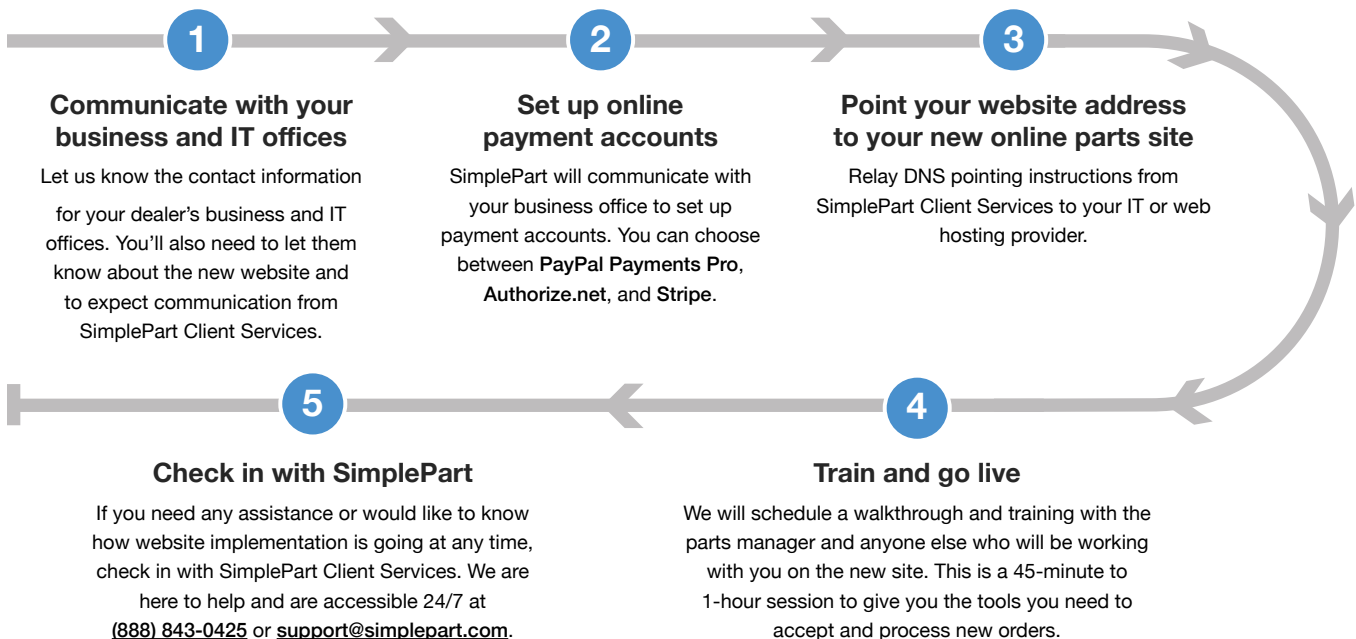 1
Communicate with your
business and IT offices
Let us know the contact information
for your dealer’s business and IT
offices. You’ll also need to let them
know about the new website and
to expect communication from
SimplePart Client Services.
2
Set up online
payment accounts
SimplePart will communicate with
your business office to set up
payment accounts. You can choose
between PayPal Payments Pro,
Authorize.net, and Stripe.
3
Point your website address
to your new online parts site
Relay DNS pointing instructions from
SimplePart Client Services to your IT or web
hosting provider.
4
Train and go live
We will schedule a walkthrough and training with the
parts manager and anyone else who will be working
with you on the new site. This is a 45-minute to
1-hour session to give you the tools you need to
accept and process new orders.
5
Check in with SimplePart
If you need any assistance or would like to know
how website implementation is going at any time,
check in with SimplePart Client Services. We are
here to help and are accessible 24/7 at
(888) 843-0425 or support@simplepart.com.